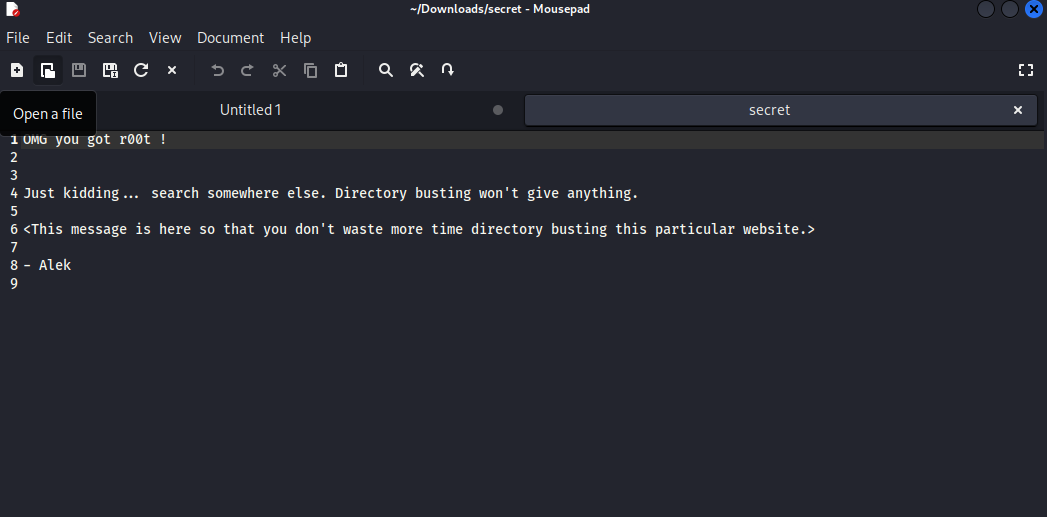 ~/Downloads/secret - Mousepad
File Edit Search View Document Help
Open a file
Untitled 1
secret
1 OMG you got r00t !
2
3
4 Just kidding... search somewhere else. Directory busting won't give anything.
5
6 <This message is here so that you don't waste more time directory busting this particular website.>
7
8 - Alek
9